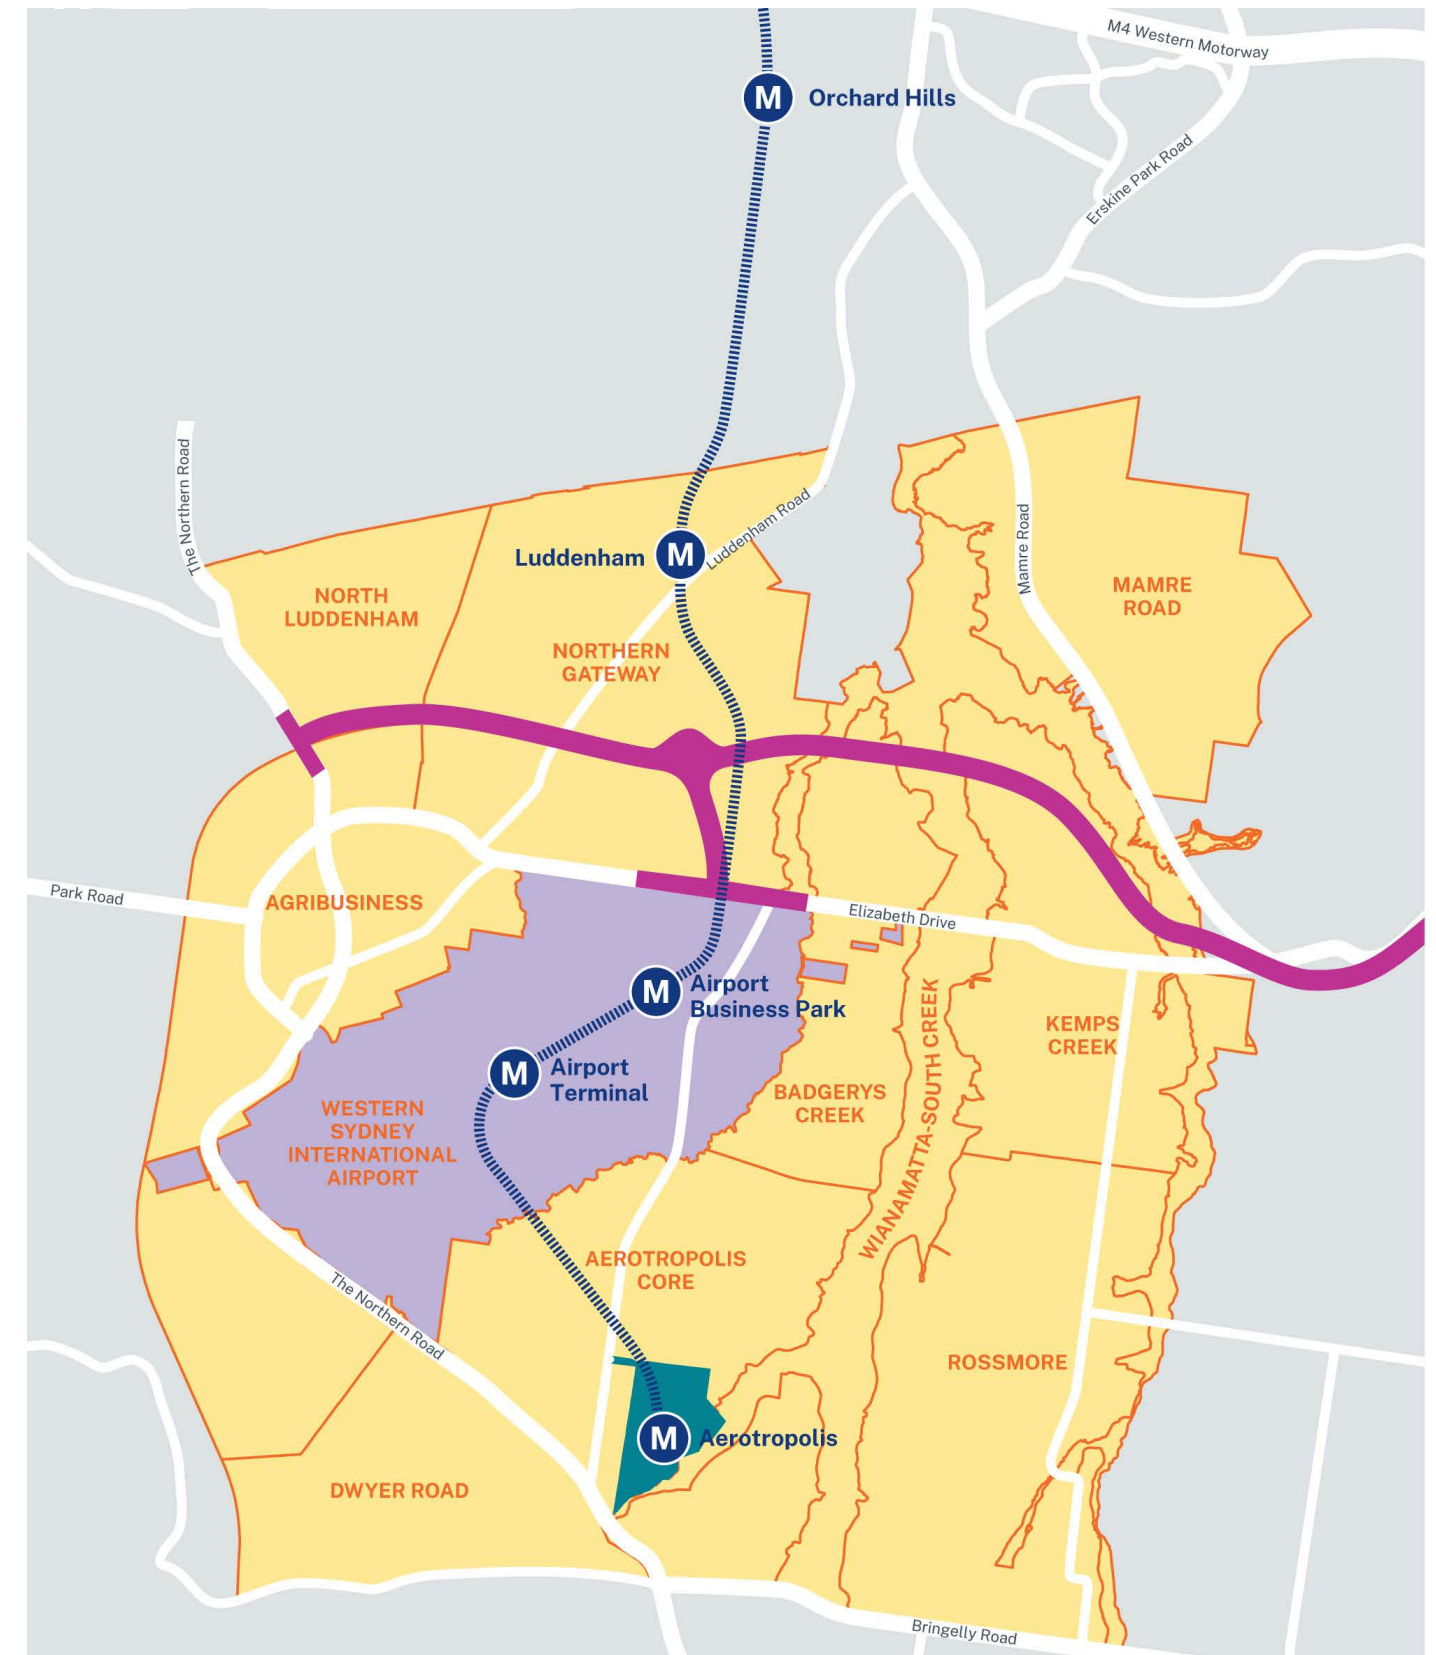 M4 Western Motorway
M Orchard Hills
Erskine Park Road
The Northern Road
Luddenham M
Luddenham Road
Mamre Road
MAMRE
ROAD
NORTH
LUDDENHAM
NORTHERN
GATEWAY
Park Road
AGRIBUSINESS
Elizabeth Drive
M Airport
Business Park
KEMPS
CREEK
M Airport
Terminal
BADGERYS
CREEK
WIANAMATTA-SOUTH CREEK
WESTERN
SYDNEY
INTERNATIONAL
AIRPORT
AEROTROPOLIS
CORE
The Northern Road
ROSSMORE
M Aerotropolis
DWYER ROAD
Bringelly Road